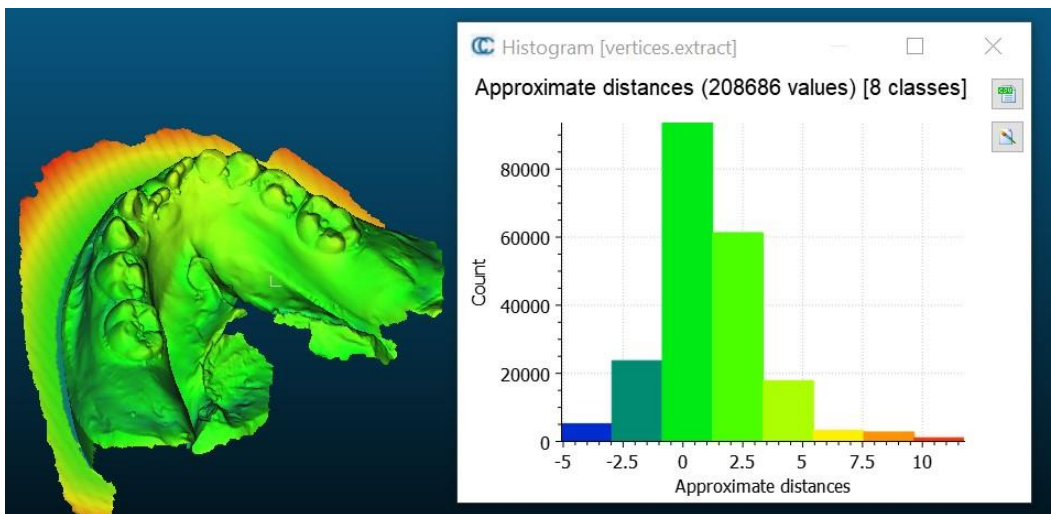 Histogram [vertices.extract]
Approximate distances (208686 values) [8 classes]
CSV
80000
60000
40000
20000
0
Count
-5 -2.5 0 2.5 5 7.5 10
Approximate distances